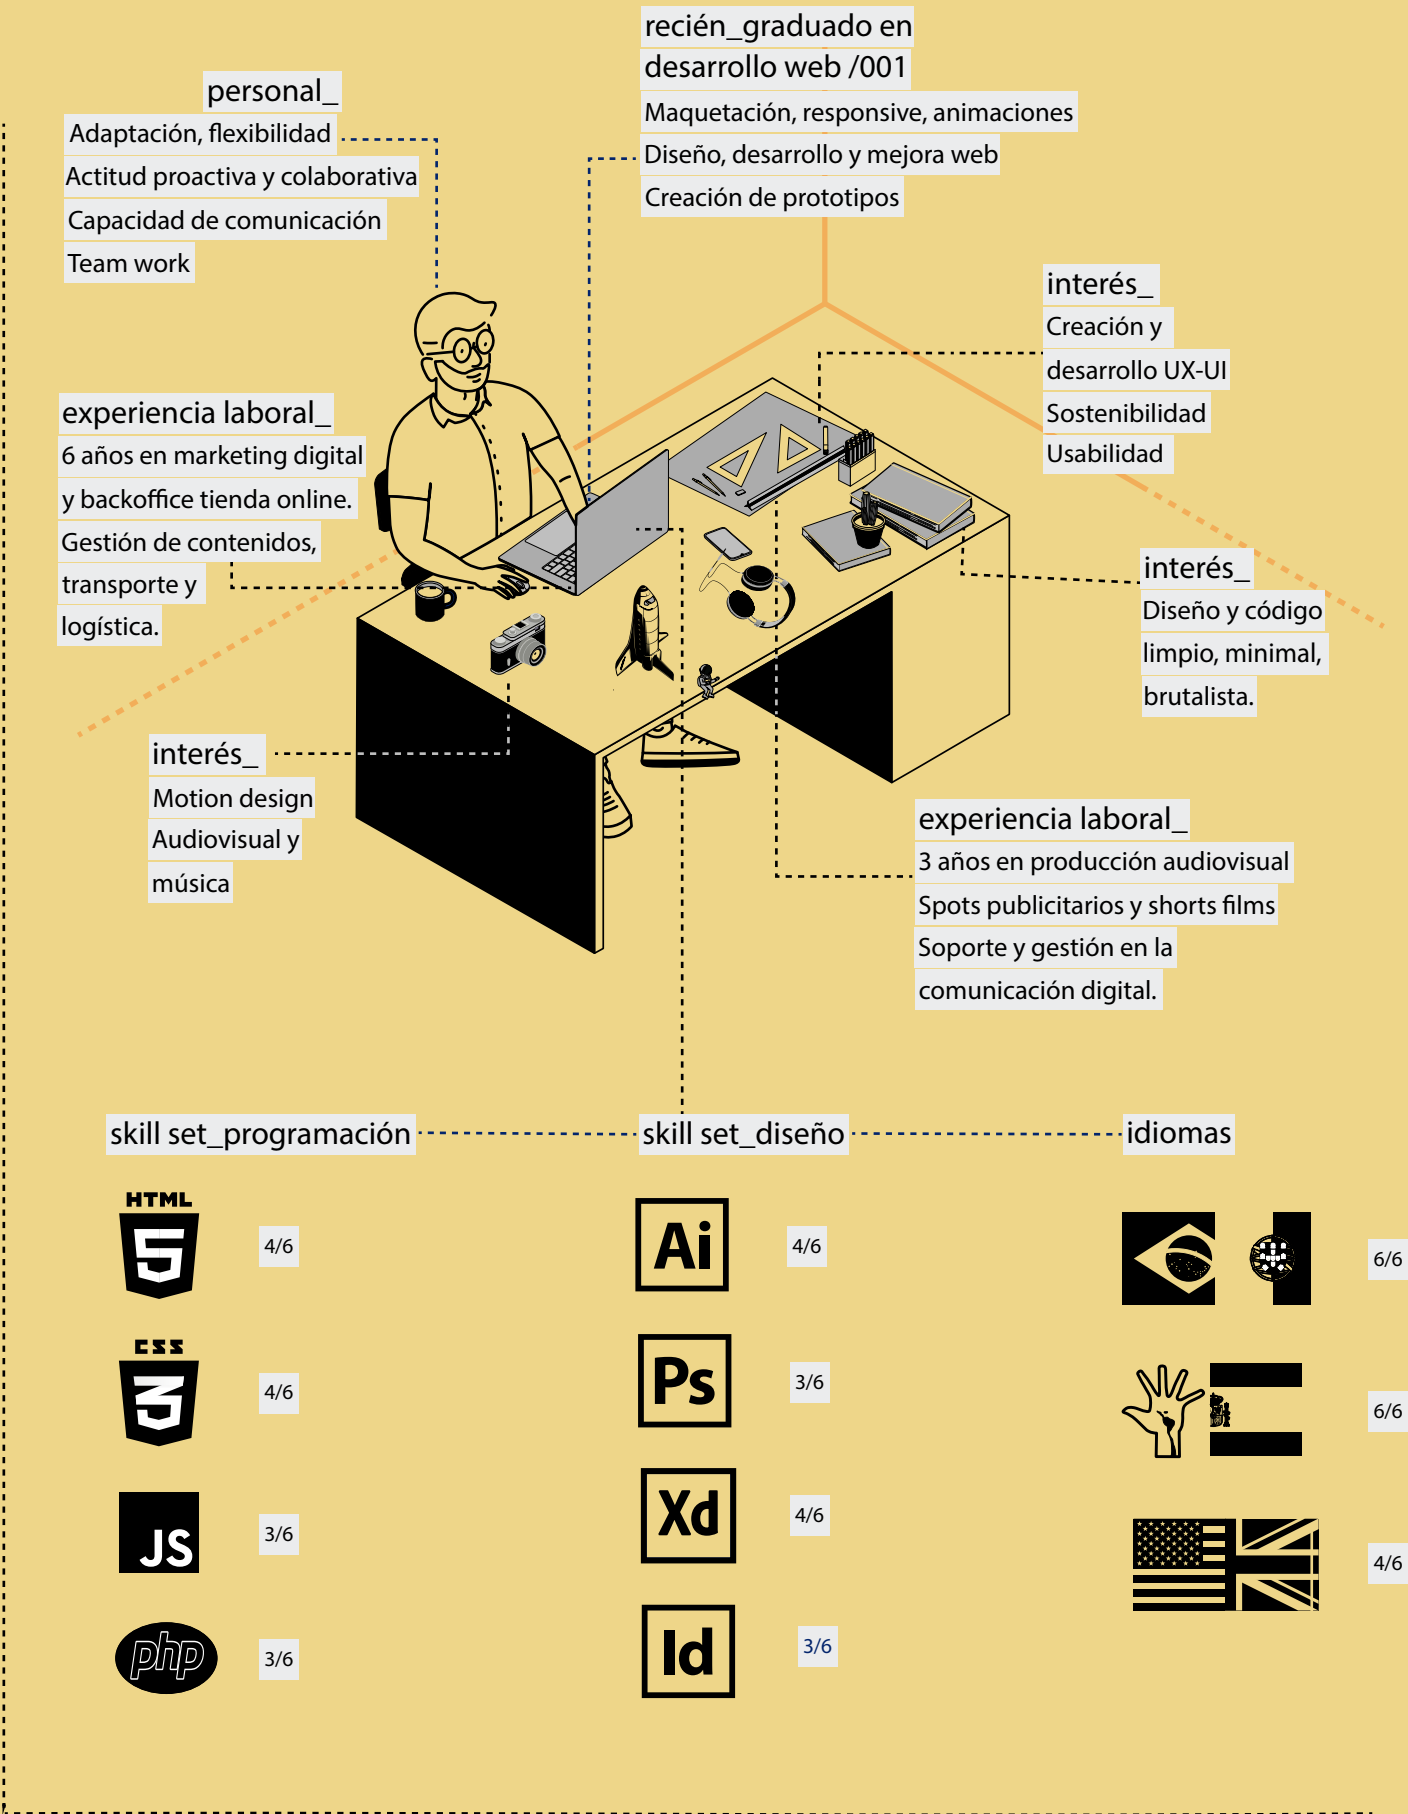 recién_graduado en
desarrollo web /001
Maquetación, responsive, animaciones
Diseño, desarrollo y mejora web
Creación de prototipos
personal_
Adaptación, flexibilidad
Actitud proactiva y colaborativa
Capacidad de comunicación
Team work
interés_
Creación y
desarrollo UX-UI
Sostenibilidad
Usabilidad
experiencia laboral_
6 años en marketing digital
y backoffice tienda online.
Gestión de contenidos,
transporte y
logística.
interés_
Diseño y código
limpio, minimal,
brutalista.
interés_
Motion design
Audiovisual y
música
experiencia laboral_
3 años en producción audiovisual
Spots publicitarios y shorts films
Soporte y gestión en la
comunicación digital.
skill set_programación
HTML
5
4/6
CSS
3
4/6
JS
3/6
php
3/6
skill set_diseño
Ai
4/6
Ps
3/6
Xd
4/6
Id
3/6
idiomas
6/6
6/6
4/6